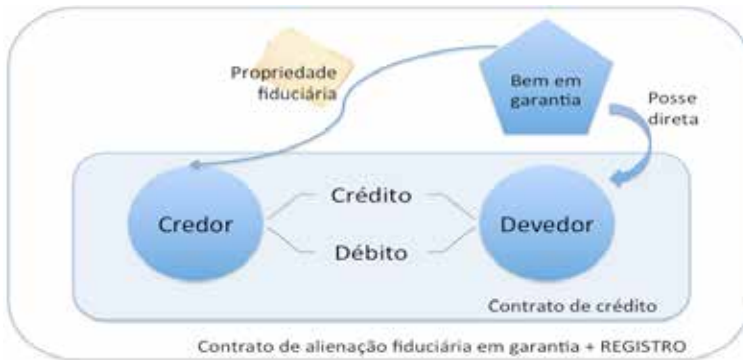 Propriedade
fiduciária
Bem em
garantia
Posse
direta
Credor
Crédito
Débito
Devedor
Contrato de crédito
Contrato de alienação fiduciária em garantia + REGISTRO